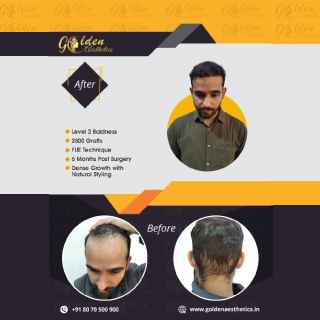 Golden
Aesthetics
After
Level 3 Baldness
2500 Grafts
FUE Technique
6 Months Post Surgery
Dense Growth with
Natural Styling
Before
+91 80 79 500 900
www.goldenaesthetics.in